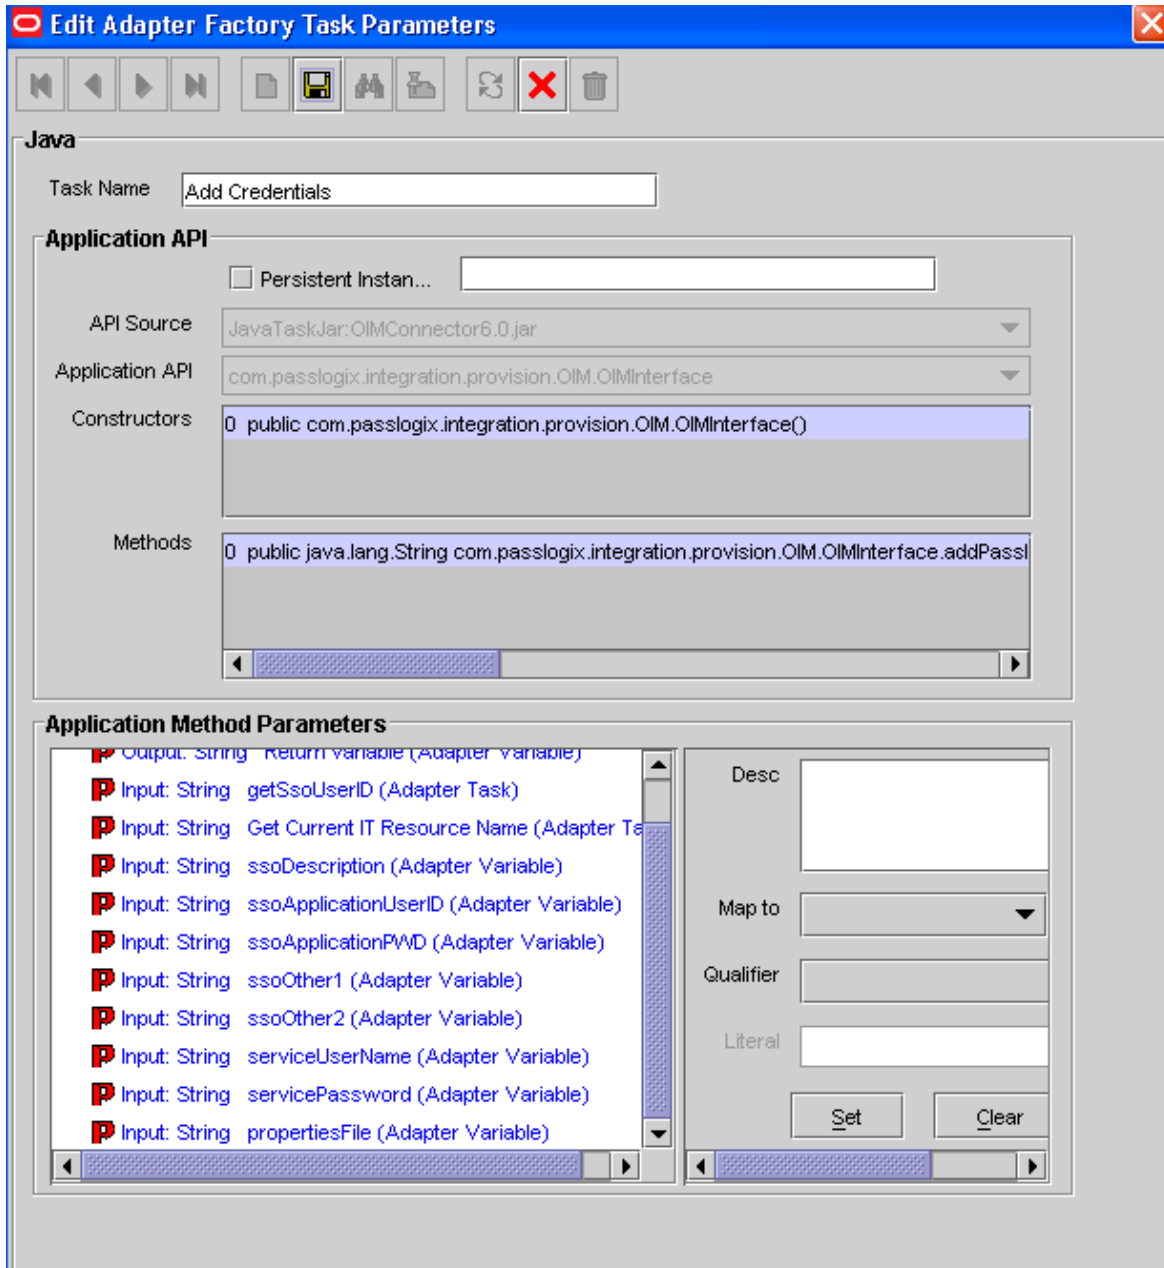 Edit Adapter Factory Task Parameters
Java
Task Name Add Credentials
Application API
Persistent Instan...
API Source JavaTaskJar:OIMConnector6.0.jar
Application API com.passlogix.integration.provision.OIM.OIMInterface
Constructors 0 public com.passlogix.integration.provision.OIM.OIMInterface()
Methods 0 public java.lang.String com.passlogix.integration.provision.OIM.OIMInterface.addPassl
Application Method Parameters
Output: String Return variable (Adapter Variable)
Input: String getSsoUserID (Adapter Task)
Input: String Get Current IT Resource Name (Adapter Ta
Input: String ssoDescription (Adapter Variable)
Input: String ssoApplicationUserID (Adapter Variable)
Input: String ssoApplicationPWD (Adapter Variable)
Input: String ssoOther1 (Adapter Variable)
Input: String ssoOther2 (Adapter Variable)
Input: String serviceUserName (Adapter Variable)
Input: String servicePassword (Adapter Variable)
Input: String propertiesFile (Adapter Variable)
Desc
Map to
Qualifier
Literal
Set Clear